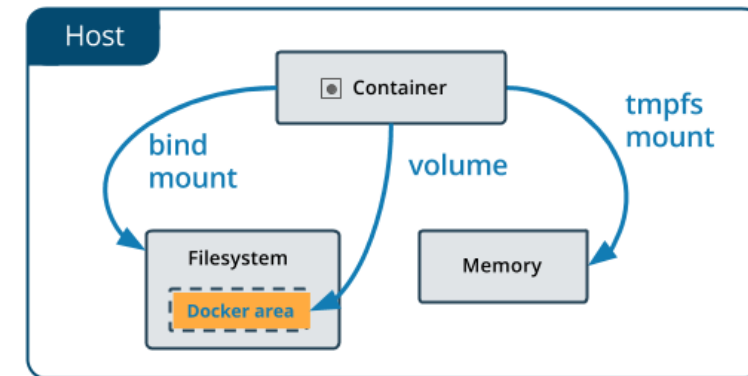 Host
Container
bind
mount
volume
tmpfs
mount
Filesystem
Docker area
Memory